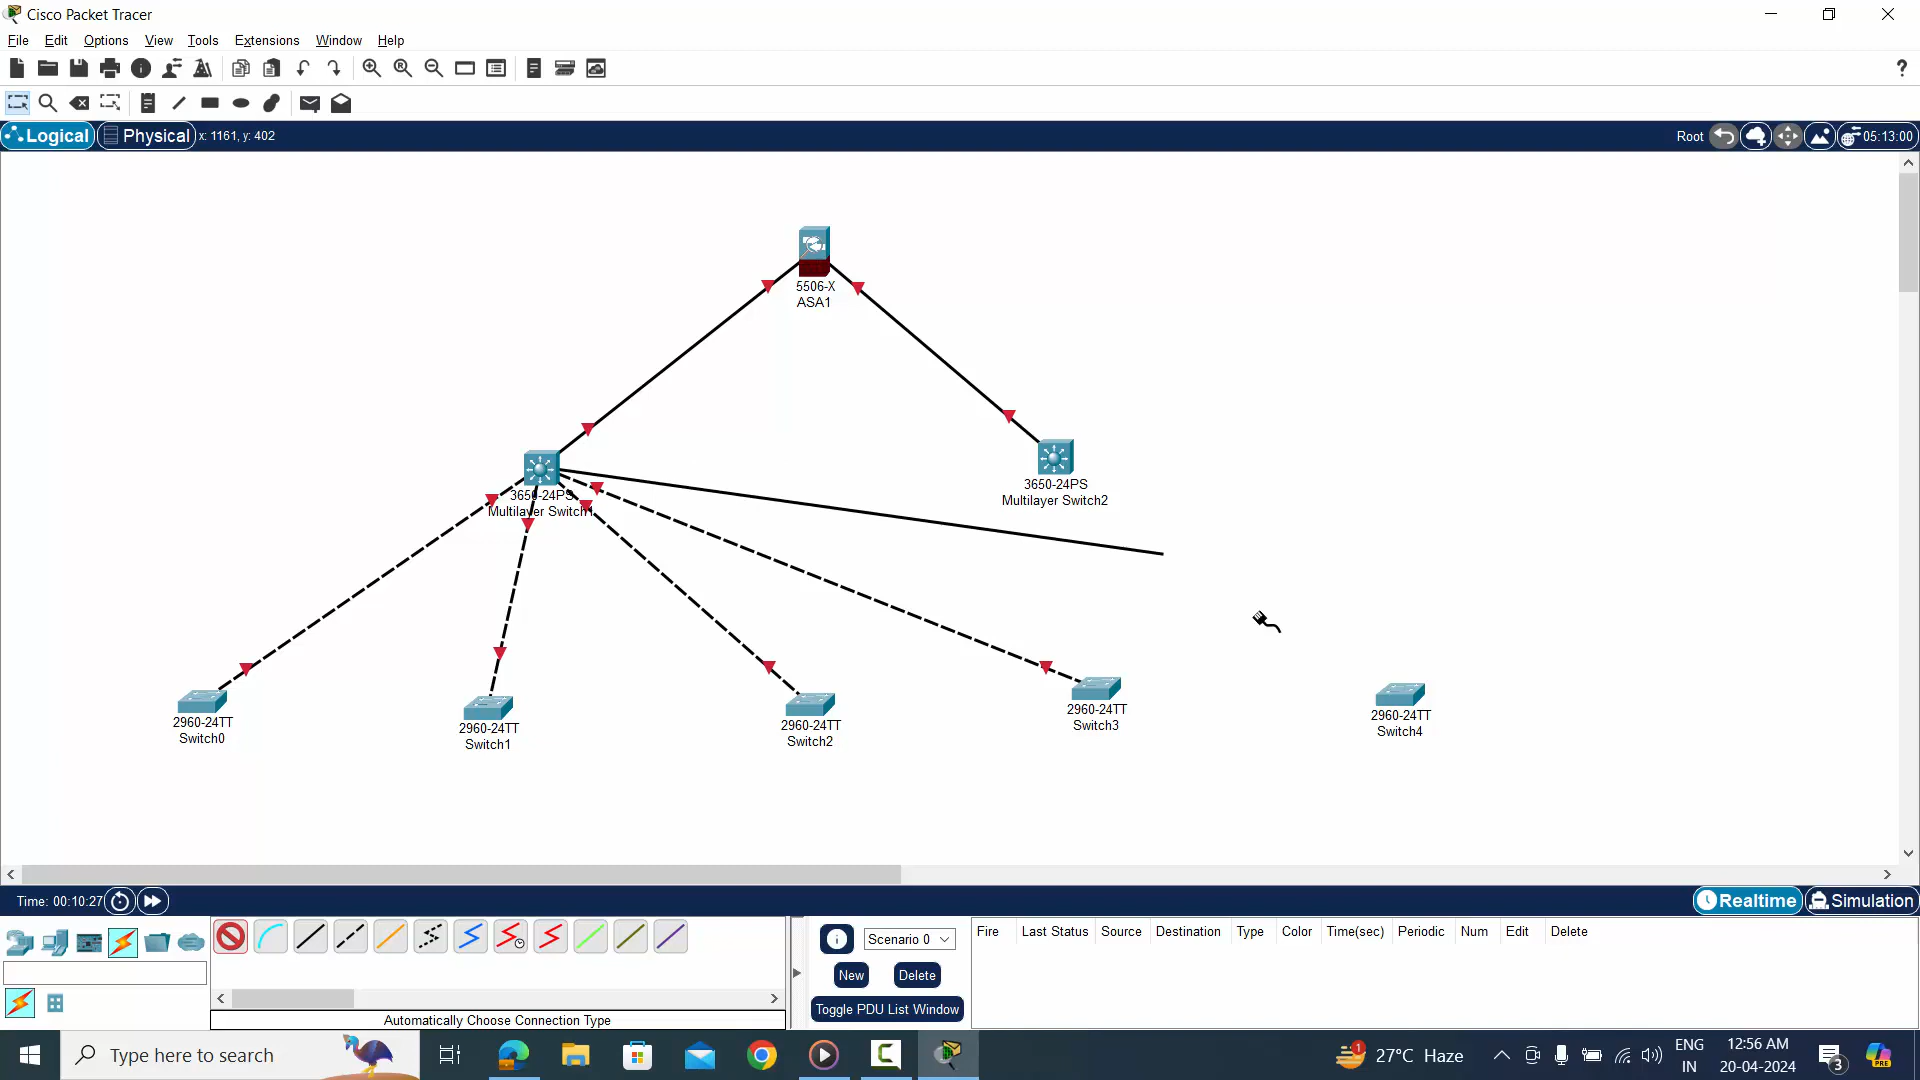 Cisco Packet Tracer
File Edit Options View Tools Extensions Window Help
?
Logical Physical x: 1161, y: 402 Root 05:13:00
5506-X
ASA1
3650-24PS
Multilayer Switch1
3650-24PS
Multilayer Switch2
2960-24TT
Switch0
2960-24TT
Switch1
2960-24TT
Switch2
2960-24TT
Switch3
2960-24TT
Switch4
Time: 00:10:27 Realtime Simulation
Scenario 0
New Delete
Toggle PDU List Window
Fire Last Status Source Destination Type Color Time(sec) Periodic Num Edit Delete
Automatically Choose Connection Type
Type here to search
1
27°C Haze
ENG
IN
12:56 AM
20-04-2024
3
PRE